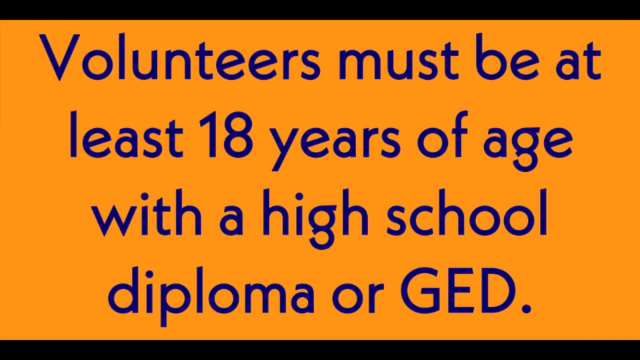 Volunteers must be at
least 18 years of age
with a high school
diploma or GED.